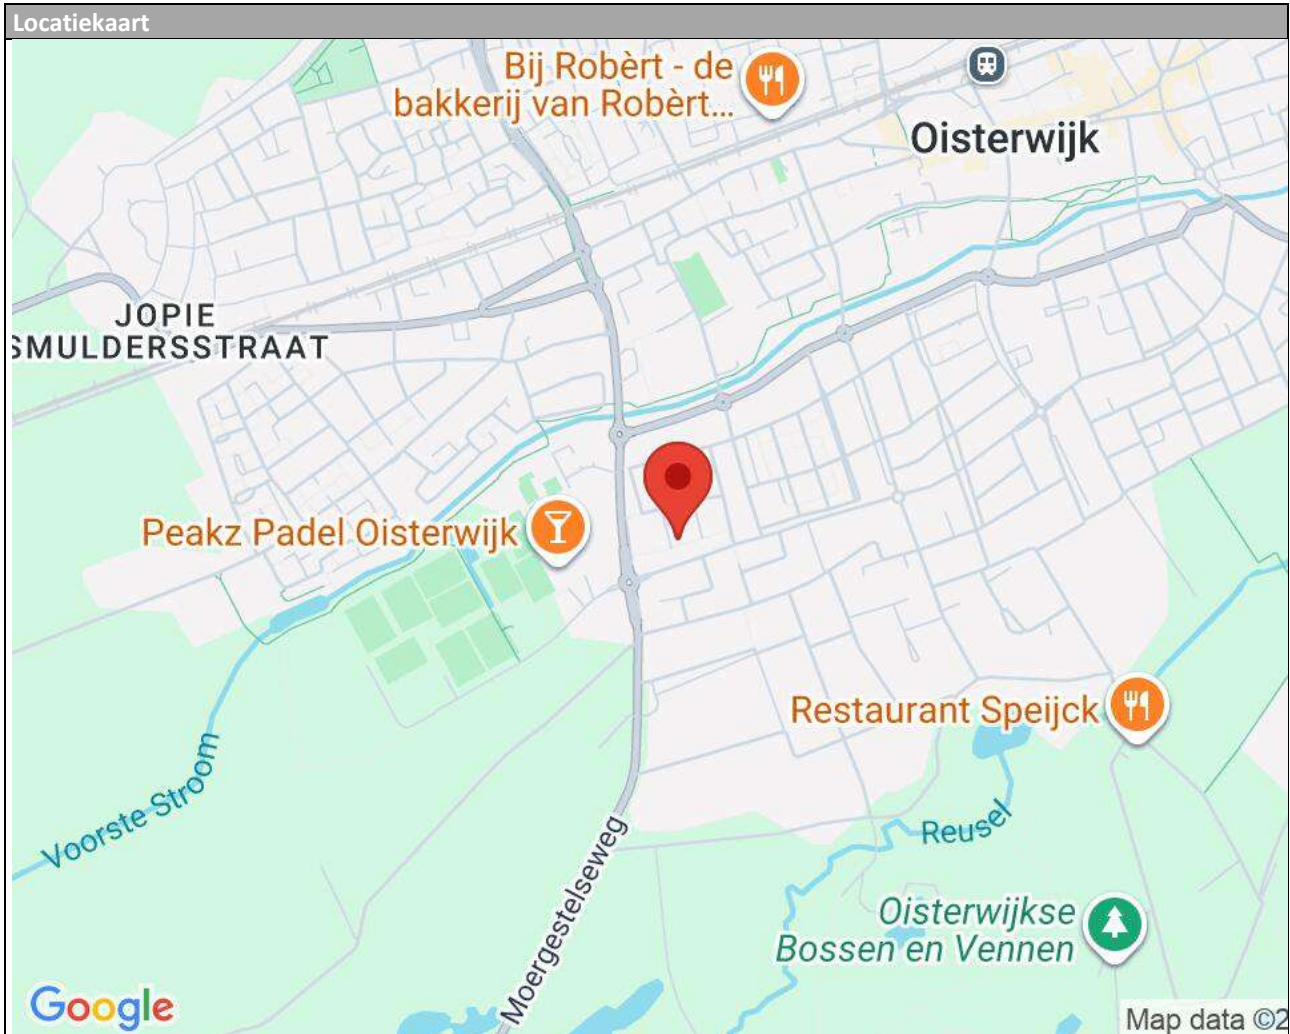 Locatiekaart
Bij Robèrt - de
bakkerij van Robèrt...
Oisterwijk
JOPIE
SMULDERSSTRAAT
Peakz Padel Oisterwijk
Restaurant Speijck
Voorste Stroom
Reusel
Moergestelseweg
Oisterwijkse
Bossen en Vennen
Google
Map data ©2